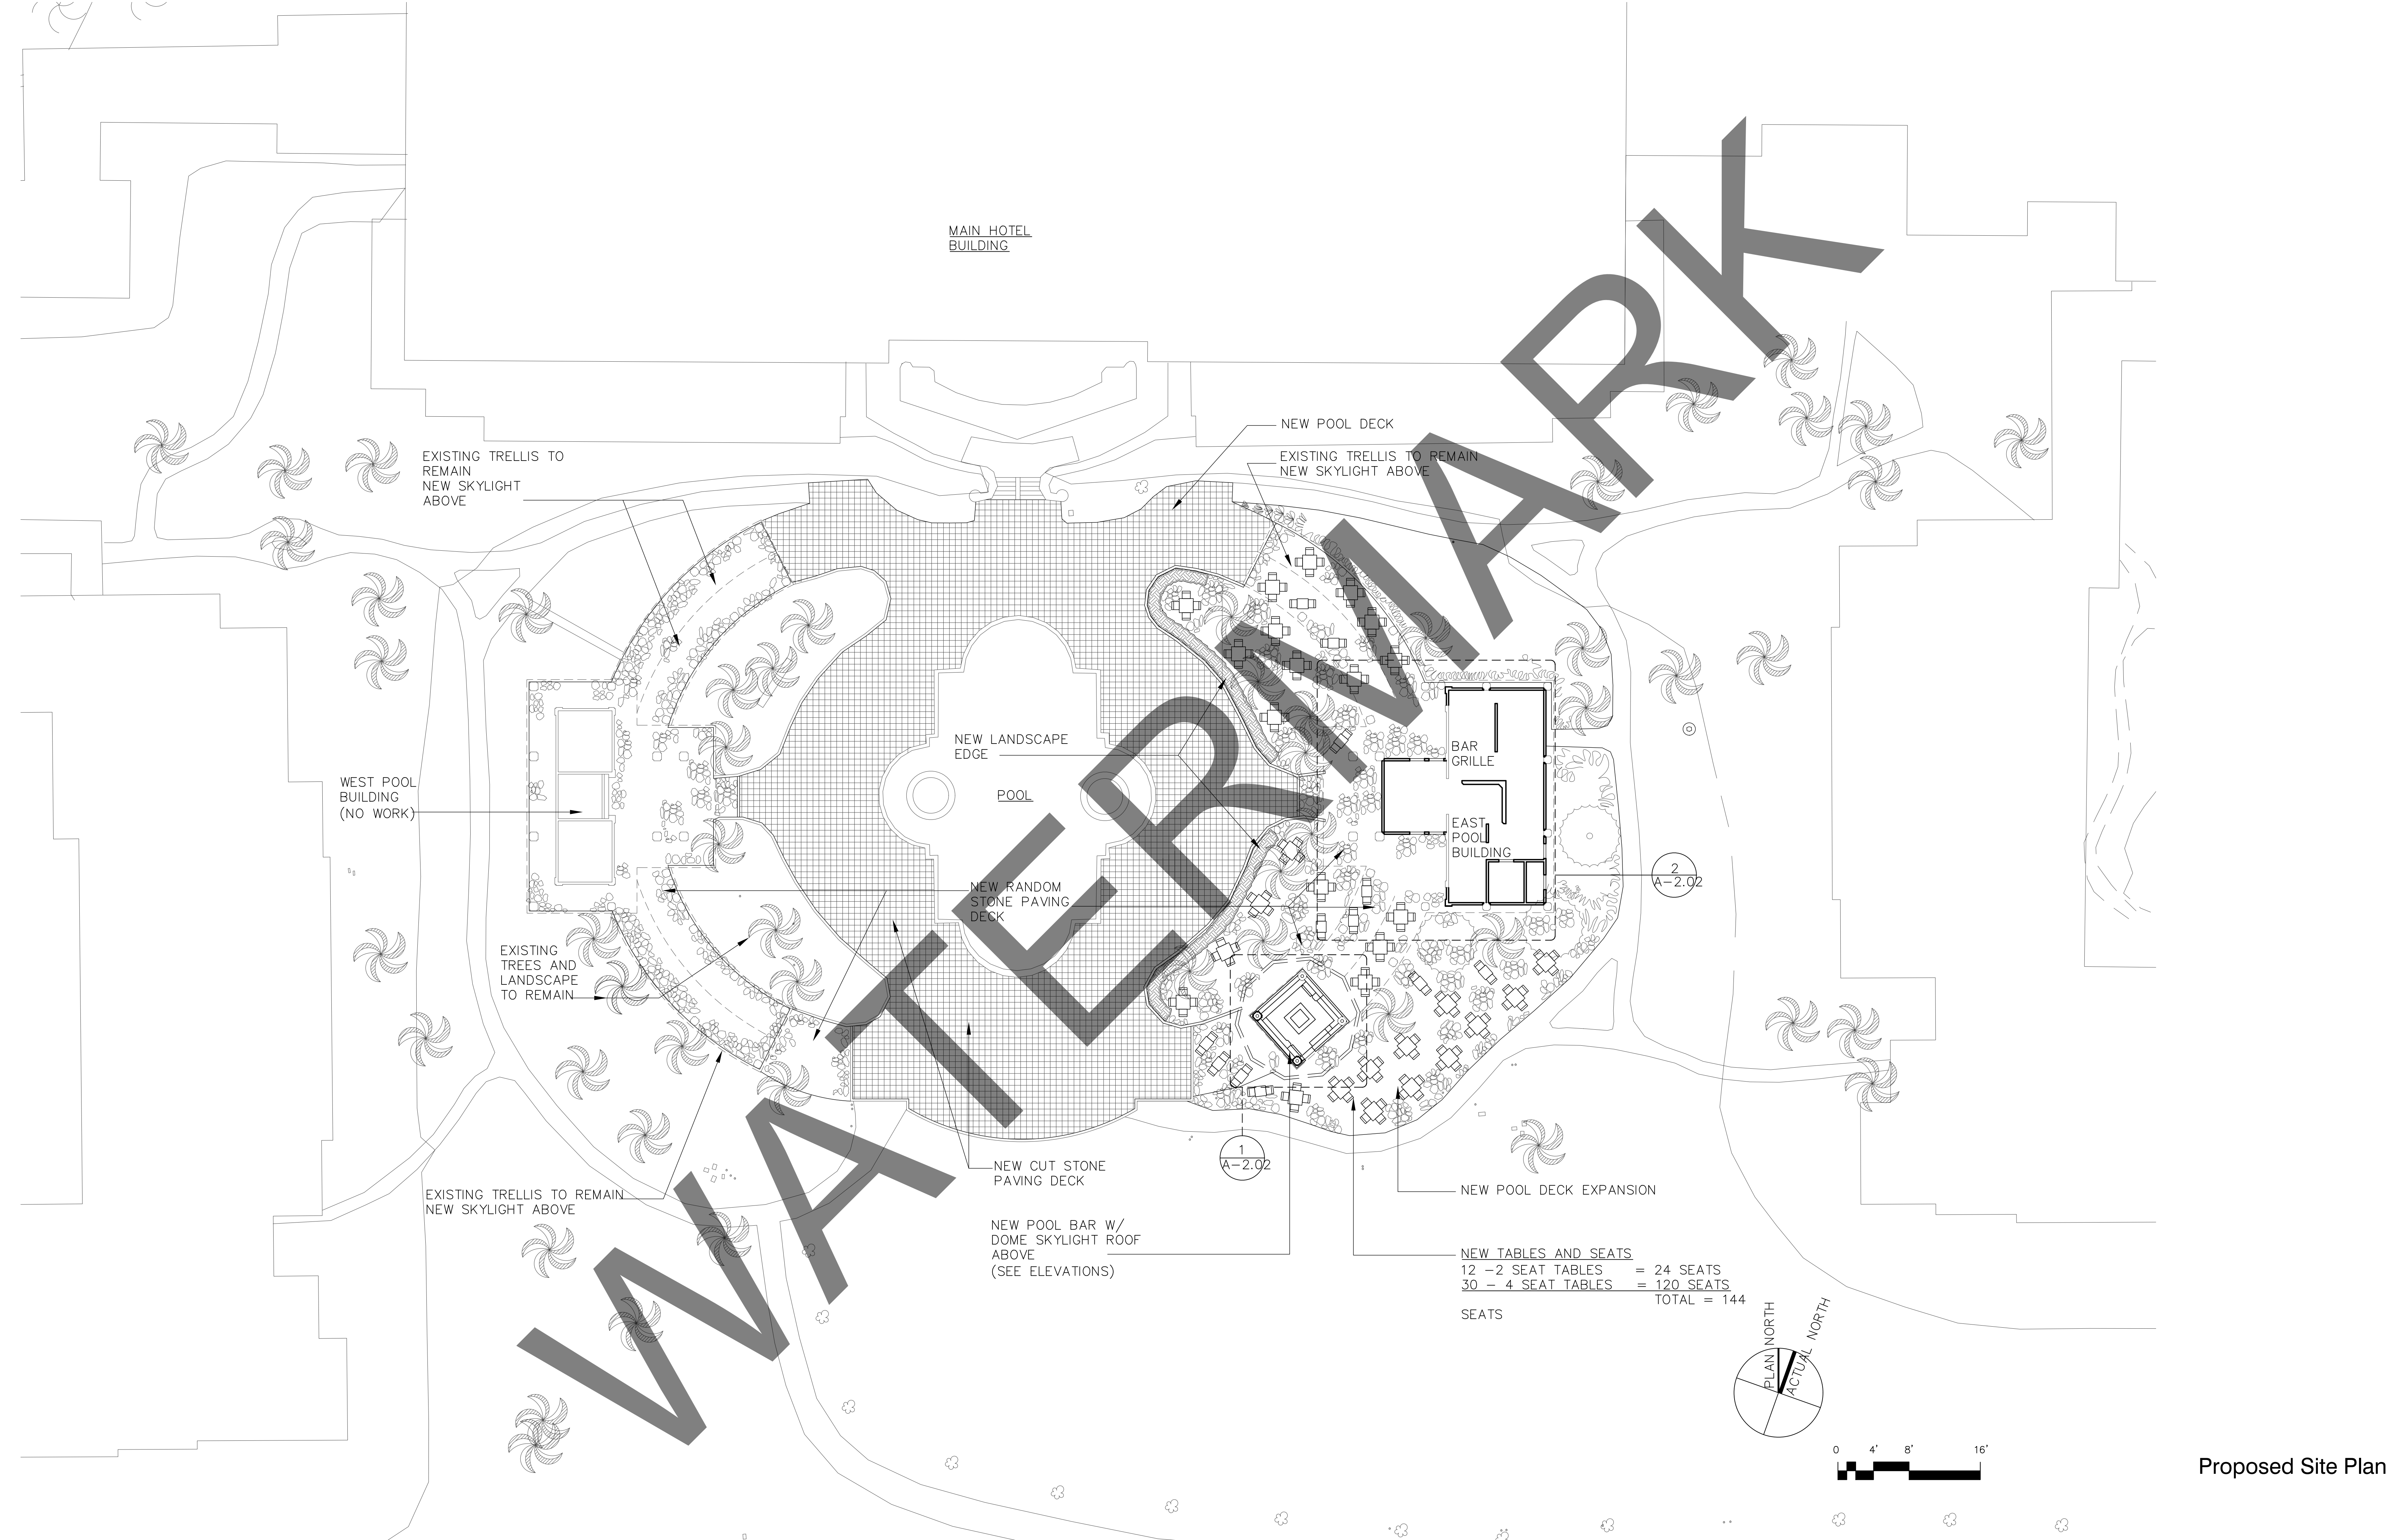 MAIN HOTEL
BUILDING
NEW POOL DECK
EXISTING TRELLIS TO REMAIN
NEW SKYLIGHT ABOVE
EXISTING TRELLIS TO
REMAIN
NEW SKYLIGHT
ABOVE
NEW LANDSCAPE
EDGE
BAR
GRILLE
WEST POOL
BUILDING
(NO WORK)
POOL
EAST
POOL
BUILDING
2
A-2.02
NEW RANDOM
STONE PAVING
DECK
EXISTING
TREES AND
LANDSCAPE
TO REMAIN
1
A-2.02
NEW CUT STONE
PAVING DECK
EXISTING TRELLIS TO REMAIN
NEW SKYLIGHT ABOVE
NEW POOL DECK EXPANSION
NEW POOL BAR W/
DOME SKYLIGHT ROOF
ABOVE
(SEE ELEVATIONS)
NEW TABLES AND SEATS
12 -2 SEAT TABLES = 24 SEATS
30 - 4 SEAT TABLES = 120 SEATS
TOTAL = 144
SEATS
PLAN NORTH
ACTUAL NORTH
0 4' 8' 16'
Proposed Site Plan
WATERMARK